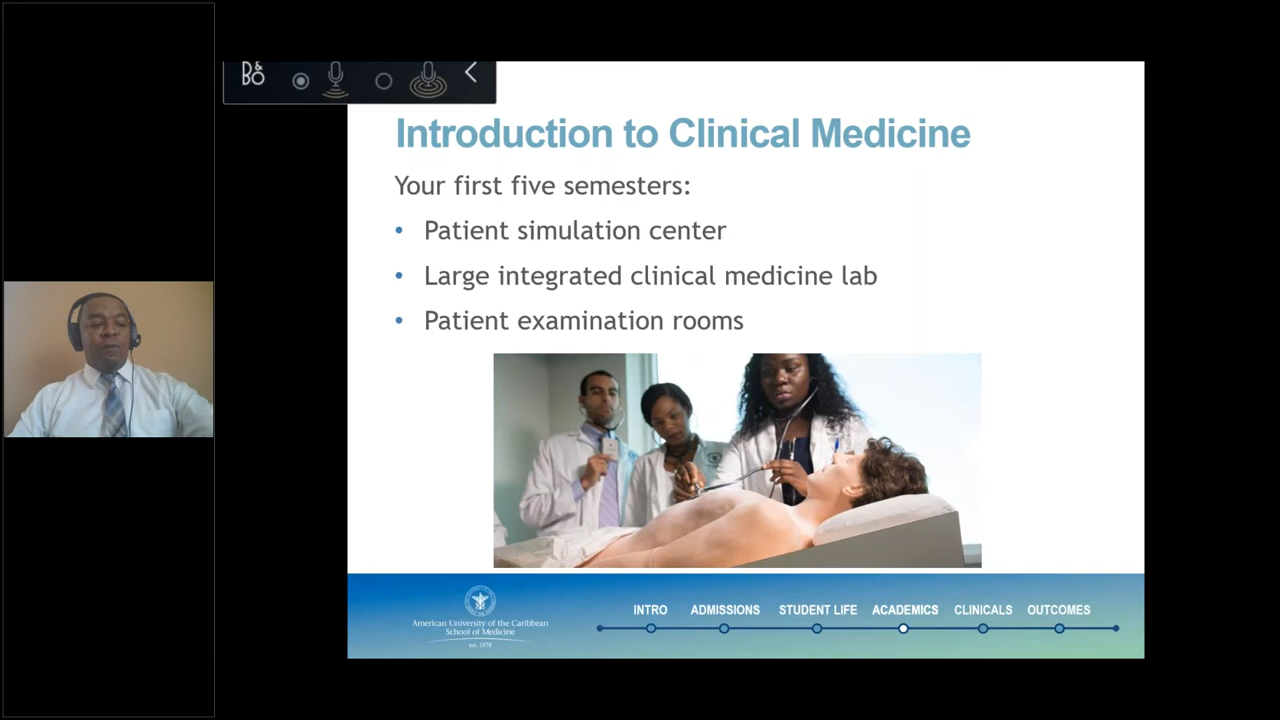 B&
BO
Introduction to Clinical Medicine
Your first five semesters:
• Patient simulation center
• Large integrated clinical medicine lab
• Patient examination rooms
American University of the Caribbean
School of Medicine
est. 1978
INTRO ADMISSIONS STUDENT LIFE ACADEMICS CLINICALS OUTCOMES